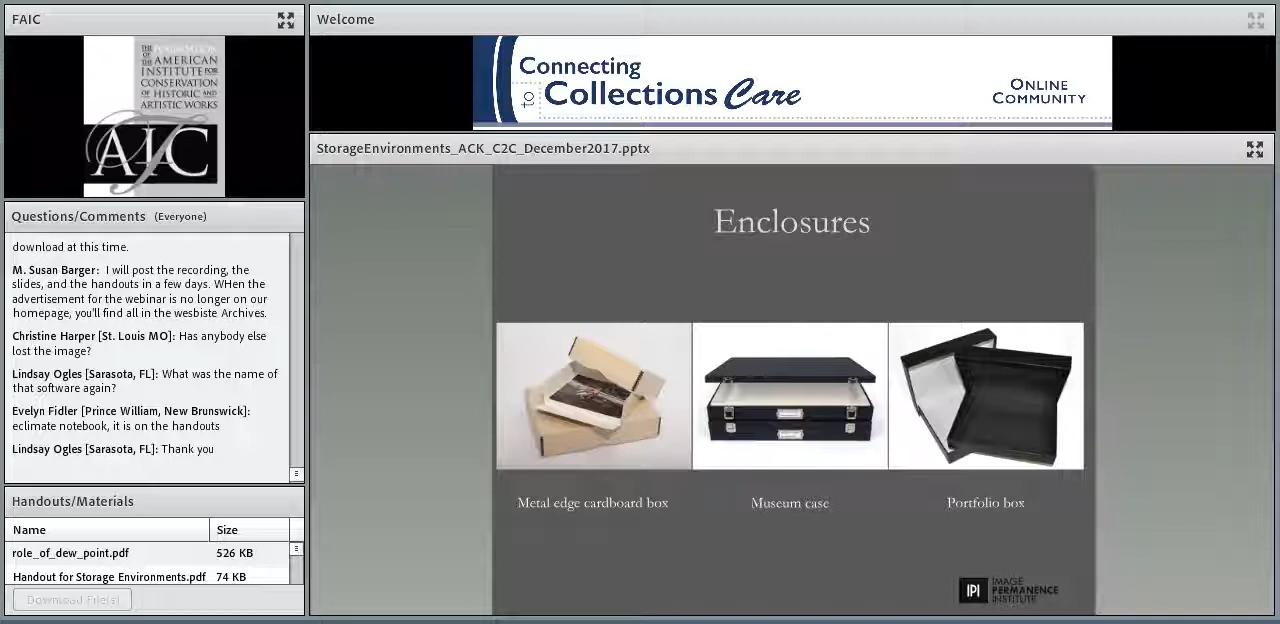 FAIC
THE FOUNDATION
OF THE AMERICAN
INSTITUTE FOR
CONSERVATION
OF HISTORIC AND
ARTISTIC WORKS
AIC
Questions/Comments (Everyone)
download at this time.
M. Susan Barger: I will post the recording, the
slides, and the handouts in a few days. WHen the
advertisement for the webinar is no longer on our
homepage, you'll find all in the wesbiste Archives.
Christine Harper [St. Louis MO]: Has anybody else
lost the image?
Lindsay Ogles [Sarasota, FL]: What was the name of
that software again?
Evelyn Fidler [Prince William, New Brunswick]:
eclimate notebook, it is on the handouts
Lindsay Ogles [Sarasota, FL]: Thank you
Handouts/Materials
Name Size
role_of_dew_point.pdf 526 KB
Handout for Storage Environments.pdf 74 KB
Download File(s)
Welcome
Connecting
to Collections Care
ONLINE
COMMUNITY
StorageEnvironments_ACK_C2C_December2017.pptx
Enclosures
Metal edge cardboard box
Museum case
Portfolio box
IPI
IMAGE
PERMANENCE
INSTITUTE